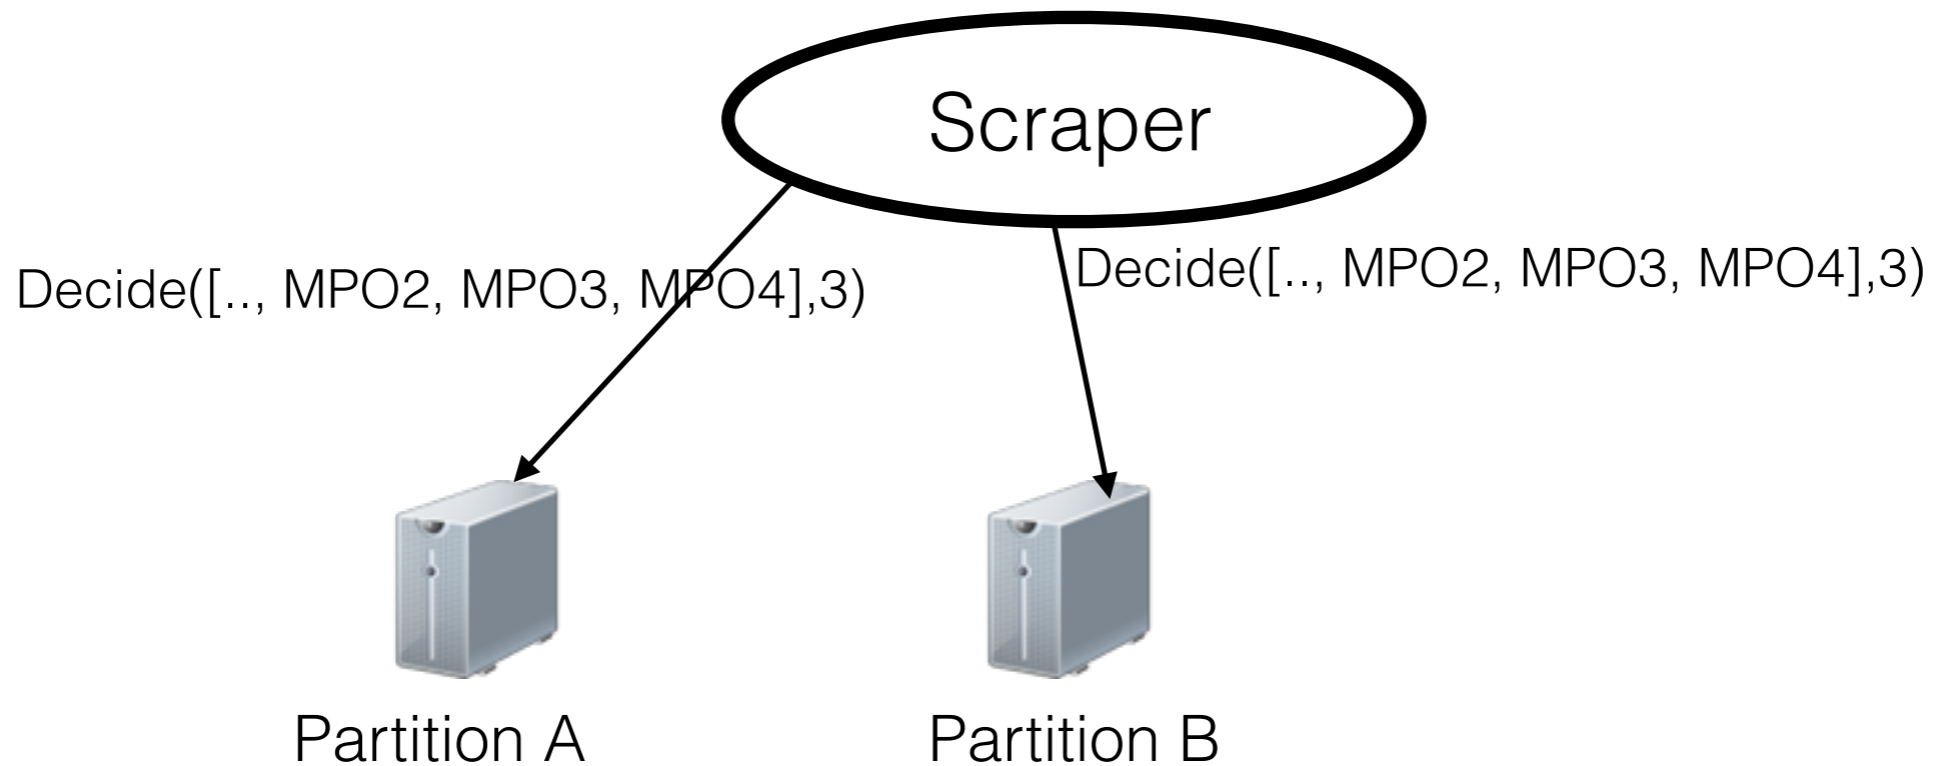 Scraper
Decide([.., MPO2, MPO3, MPO4],3)
Decide([.., MPO2, MPO3, MPO4],3)
Partition A
Partition B